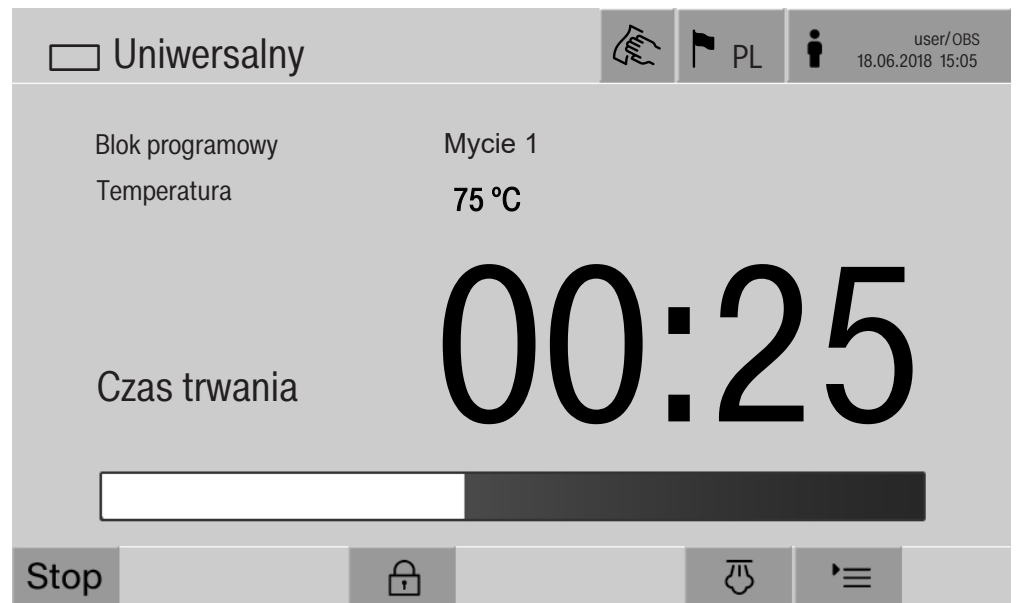 Uniwersalny
PL
user/OBS
18.06.2018 15:05
Blok programowy Mycie 1
Temperatura 75 °C
Czas trwania 00:25
Stop